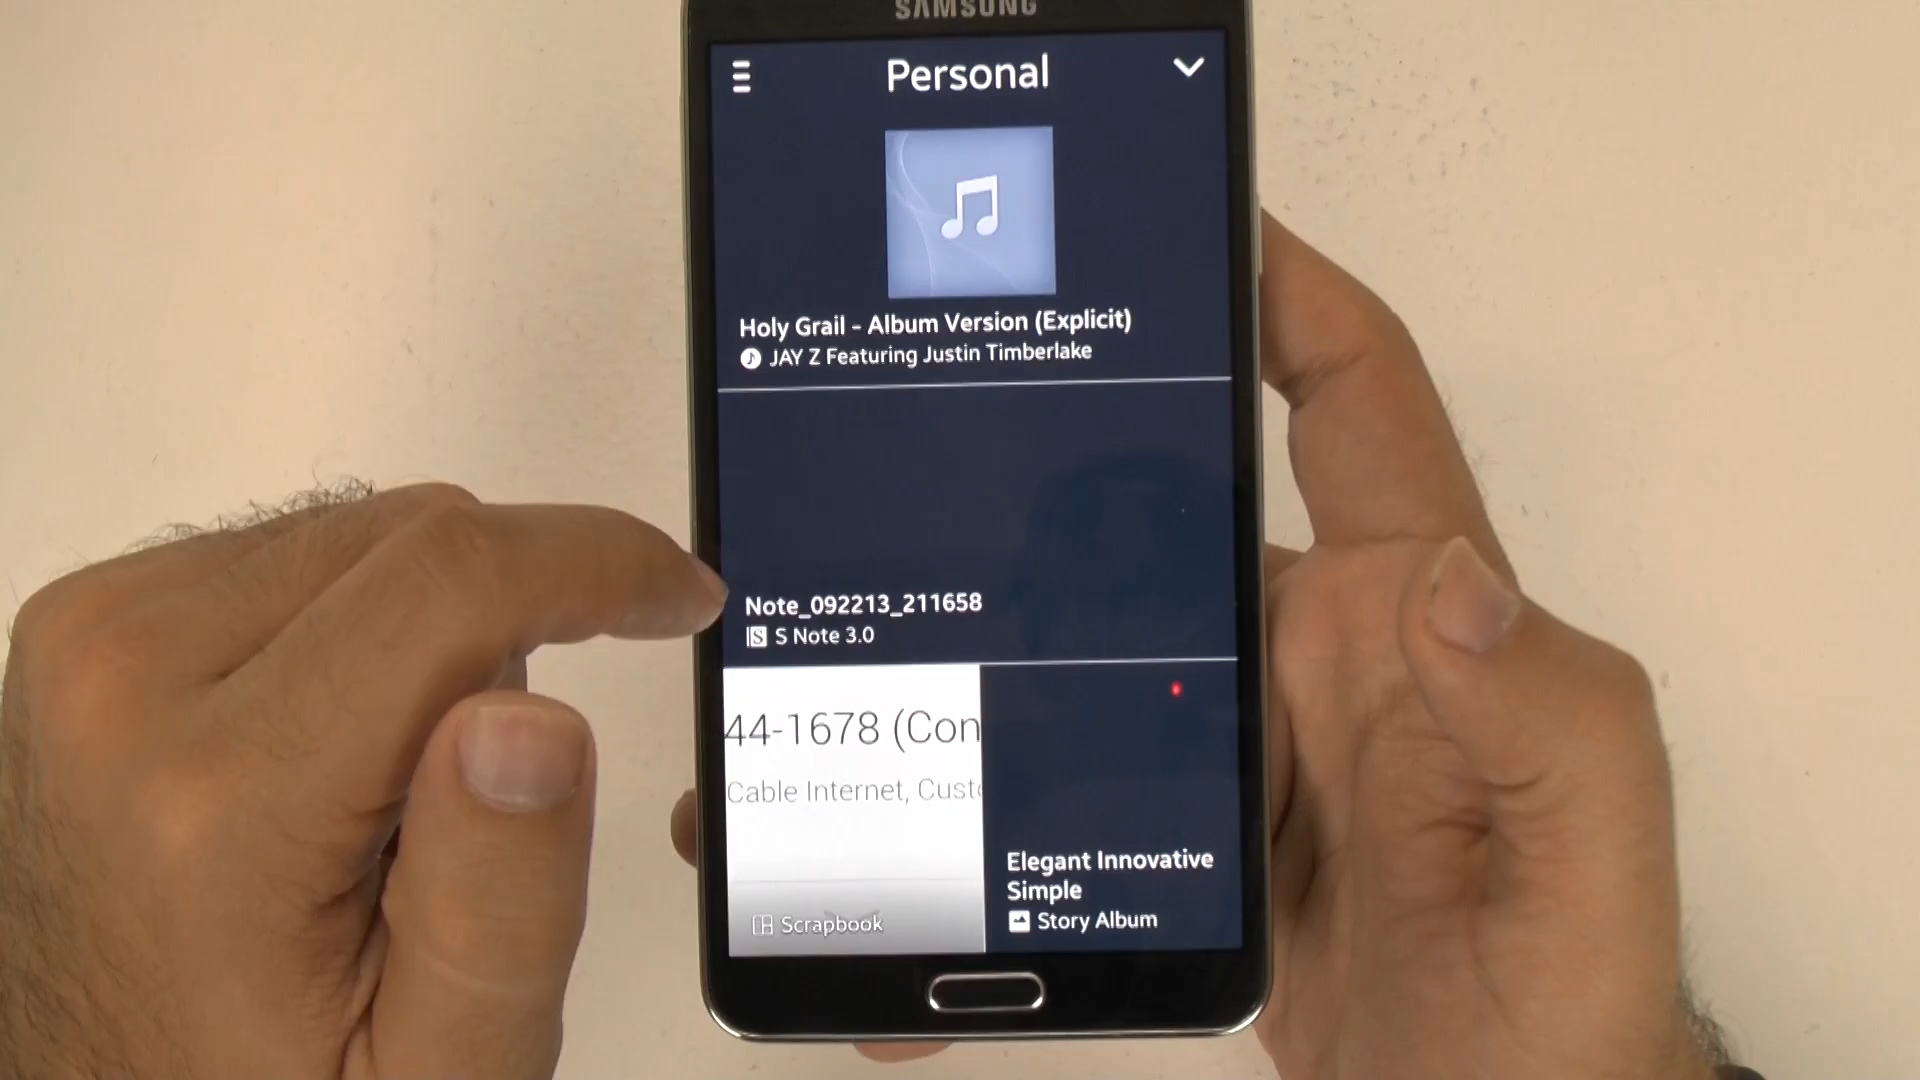 SAMSUNG
Personal
Holy Grail - Album Version (Explicit)
JAY Z Featuring Justin Timberlake
Note_092213_211658
S Note 3.0
44-1678 (Con
Cable Internet, Cust
Scrapbook
Elegant Innovative
Simple
Story Album